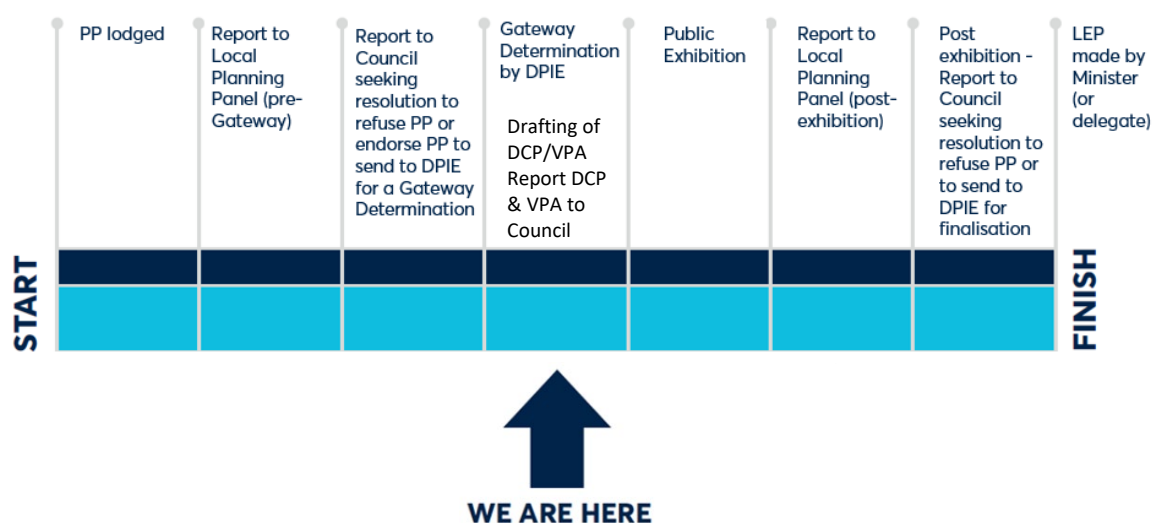 PP lodged
Report to
Local
Planning
Panel (pre-
Gateway)
Report to
Council
seeking
resolution to
refuse PP or
endorse PP to
send to DPIE
for a Gateway
Determination
Gateway
Determination
by DPIE
Drafting of
DCP/VPA
Report DCP
& VPA to
Council
Public
Exhibition
Report to
Local
Planning
Panel (post-
exhibition)
Post
exhibition -
Report to
Council
seeking
resolution to
refuse PP or
to send to
DPIE for
finalisation
LEP
made by
Minister
(or
delegate)
START
FINISH
WE ARE HERE